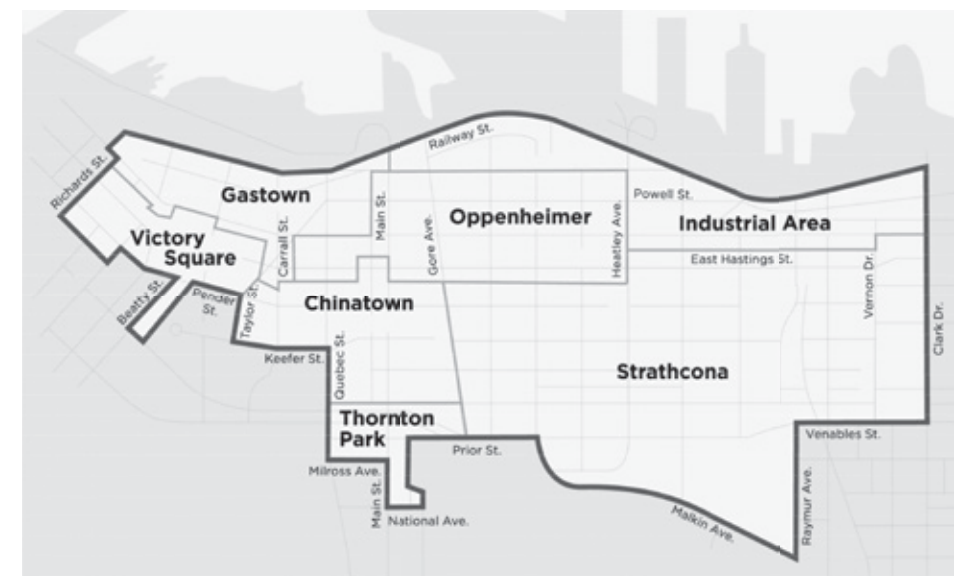 Railway St.
Richards St.
Gastown
Powell St.
Main St.
Oppenheimer
Industrial Area
Carrall St.
Gore Ave.
Heatley Ave.
Victory
Square
East Hastings St.
Vernon Dr.
Beatty St.
Pender
St.
Taylor St.
Chinatown
Clark Dr.
Keefer St.
Quebec St.
Strathcona
Thornton
Park
Venables St.
Prior St.
Milross Ave.
Main St.
National Ave.
Malkin Ave.
Raymur Ave.